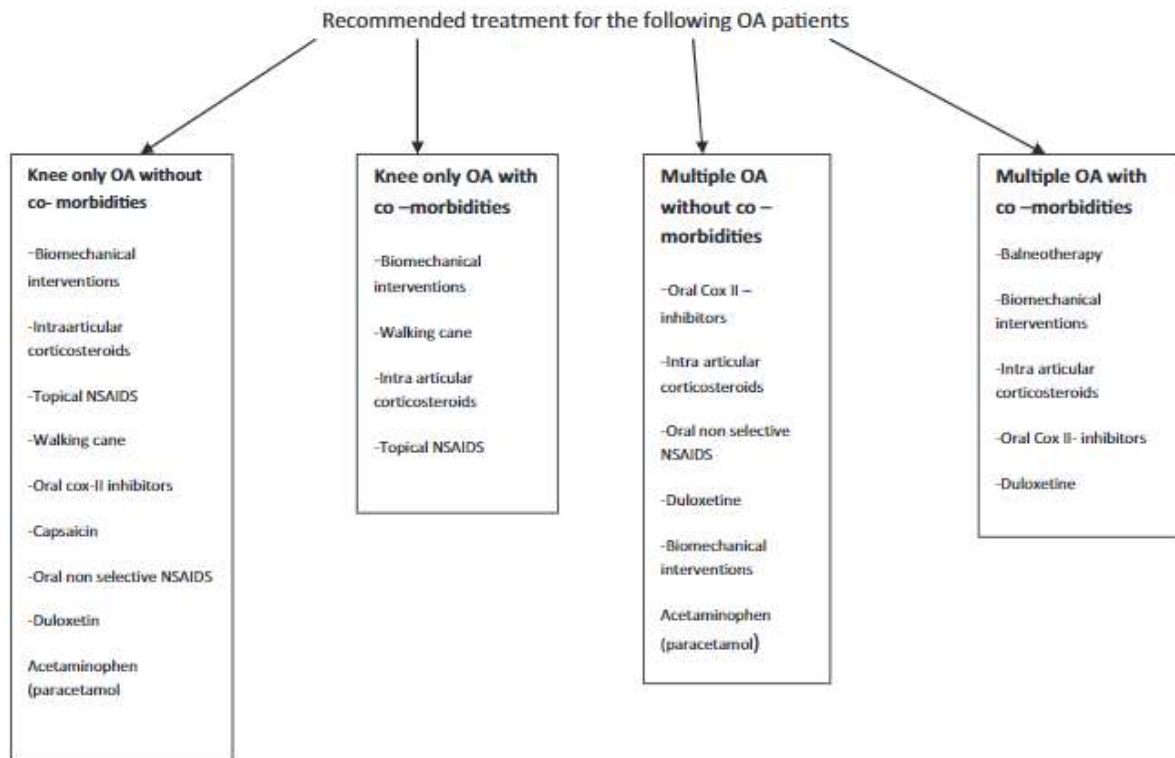 Recommended treatment for the following OA patients
Knee only OA without
co- morbidities
-Biomechanical
interventions
-Intraarticular
corticosteroids
-Topical NSAIDS
-Walking cane
-Oral cox-II inhibitors
-Capsaicin
-Oral non selective NSAIDS
-Duloxetin
Acetaminophen
(paracetamol
Knee only OA with
co –morbidities
-Biomechanical
interventions
-Walking cane
-Intra articular
corticosteroids
-Topical NSAIDS
Multiple OA
without co –
morbidities
-Oral Cox II –
inhibitors
-Intra articular
corticosteroids
-Oral non selective
NSAIDS
-Duloxetine
-Biomechanical
interventions
Acetaminophen
(paracetamol)
Multiple OA with
co –morbidities
-Balneotherapy
-Biomechanical
interventions
-Intra articular
corticosteroids
-Oral Cox II- inhibitors
-Duloxetine